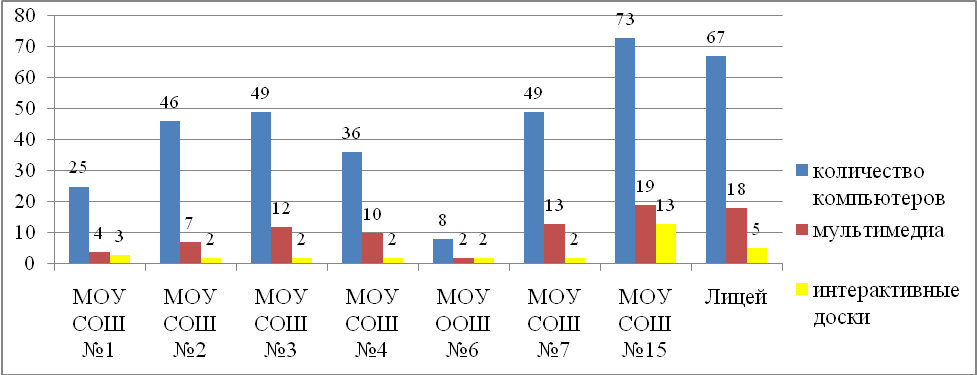 80
70
60
50
40
30
20
10
0
25
4
3
46
7
2
49
12
2
36
10
2
8
2
2
49
13
2
73
19
13
67
18
5
МОУ
СОШ
№1
МОУ
СОШ
№2
МОУ
СОШ
№3
МОУ
СОШ
№4
МОУ
ООШ
№6
МОУ
СОШ
№7
МОУ
СОШ
№15
Лицей
количество
компьютеров
мультимедиа
интерактивные
доски